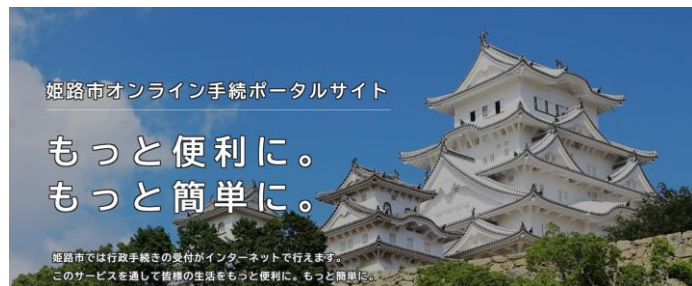 姫路市オンライン手続ポータルサイト
もっと便利に。
もっと簡単に。
姫路市では行政手続きの受付がインターネットで行えます。
このサービスを通して皆様の生活をもっと便利に。もっと簡単に。